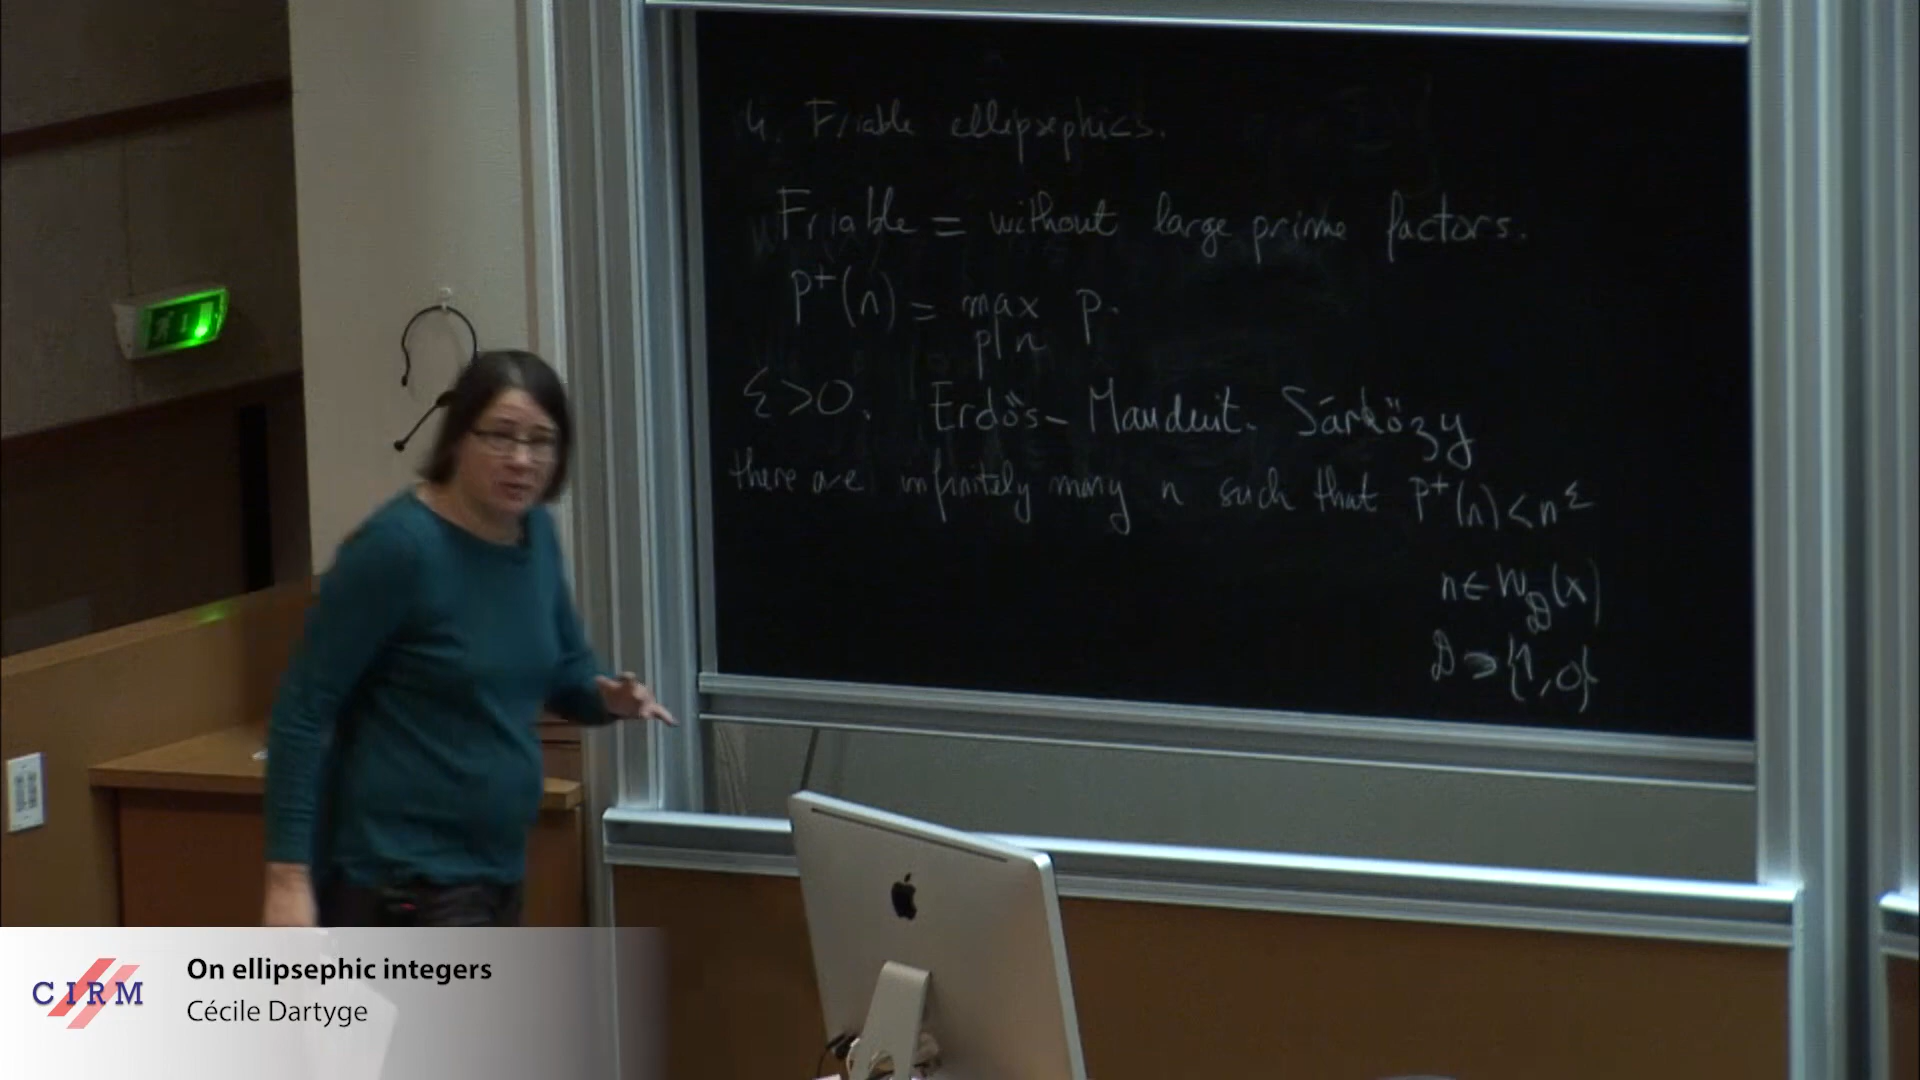 4. Friable ellipsephics.
Friable = without large prime factors.
P⁺(n) = max p.
p|n
ε>0. Erdős - Mauduit. Sárközy
there are infinitely many n such that P⁺(n) < n^ε
n ∈ W_D(x)
D ∋ {1, 0}
CIRM
On ellipsephic integers
Cécile Dartyge